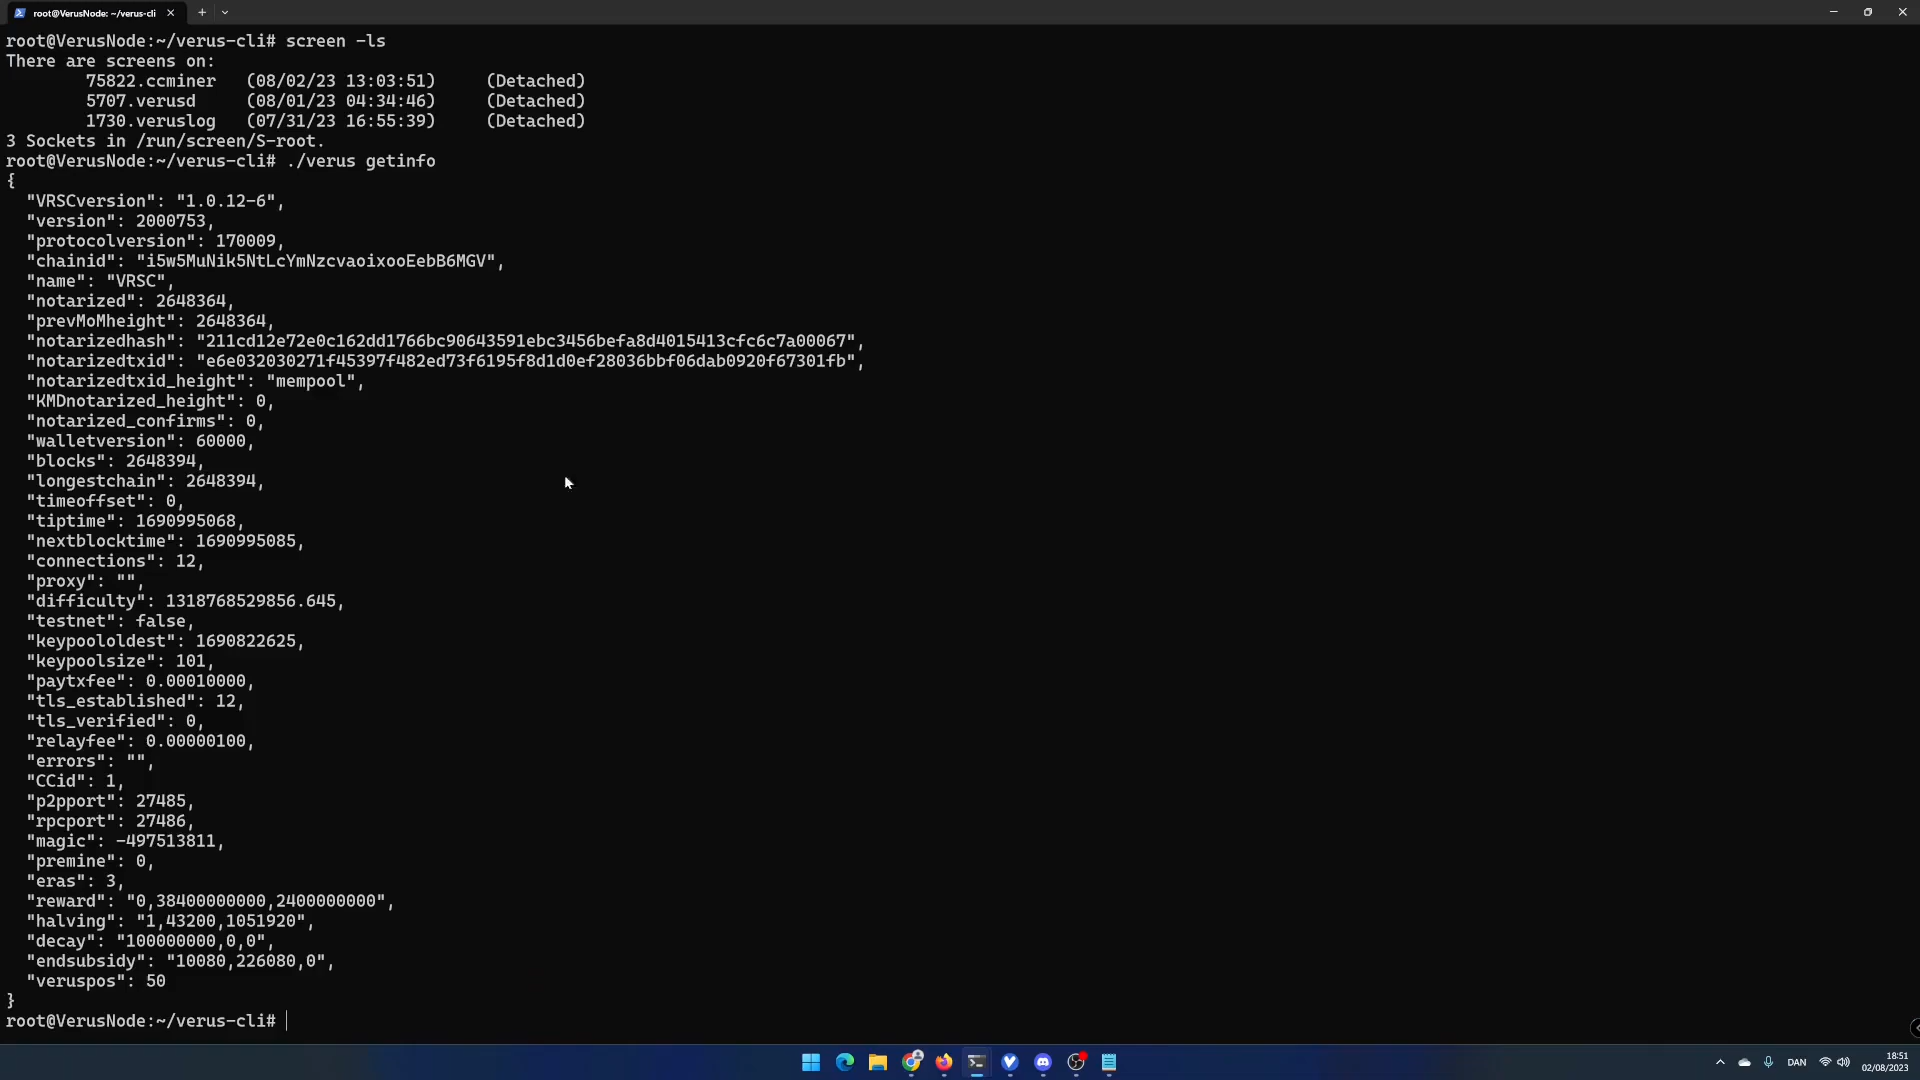 root@VerusNode: ~/verus-cli
root@VerusNode:~/verus-cli# screen -ls
There are screens on:
75822.ccminer (08/02/23 13:03:51) (Detached)
5707.verusd (08/01/23 04:34:46) (Detached)
1730.veruslog (07/31/23 16:55:39) (Detached)
3 Sockets in /run/screen/S-root.
root@VerusNode:~/verus-cli# ./verus getinfo
{
"VRSCversion": "1.0.12-6",
"version": 2000753,
"protocolversion": 170009,
"chainid": "i5w5MuNik5NtLcYmNzcvaoixooEebB6MGV",
"name": "VRSC",
"notarized": 2648364,
"prevMoMheight": 2648364,
"notarizedhash": "211cd12e72e0c162dd1766bc90643591ebc3456befa8d4015413cfc6c7a00067",
"notarizedtxid": "e6e032030271f45397f482ed73f6195f8d1d0ef28036bbf06dab0920f67301fb",
"notarizedtxid_height": "mempool",
"KMDnotarized_height": 0,
"notarized_confirms": 0,
"walletversion": 60000,
"blocks": 2648394,
"longestchain": 2648394,
"timeoffset": 0,
"tiptime": 1690995068,
"nextblocktime": 1690995085,
"connections": 12,
"proxy": "",
"difficulty": 1318768529856.645,
"testnet": false,
"keypoololdest": 1690822625,
"keypoolsize": 101,
"paytxfee": 0.00010000,
"tls_established": 12,
"tls_verified": 0,
"relayfee": 0.00000100,
"errors": "",
"CCid": 1,
"p2pport": 27485,
"rpcport": 27486,
"magic": -497513811,
"premine": 0,
"eras": 3,
"reward": "0,38400000000,2400000000",
"halving": "1,43200,1051920",
"decay": "100000000,0,0",
"endsubsidy": "10080,226080,0",
"veruspos": 50
}
root@VerusNode:~/verus-cli#
DAN
18:51
02/08/2023